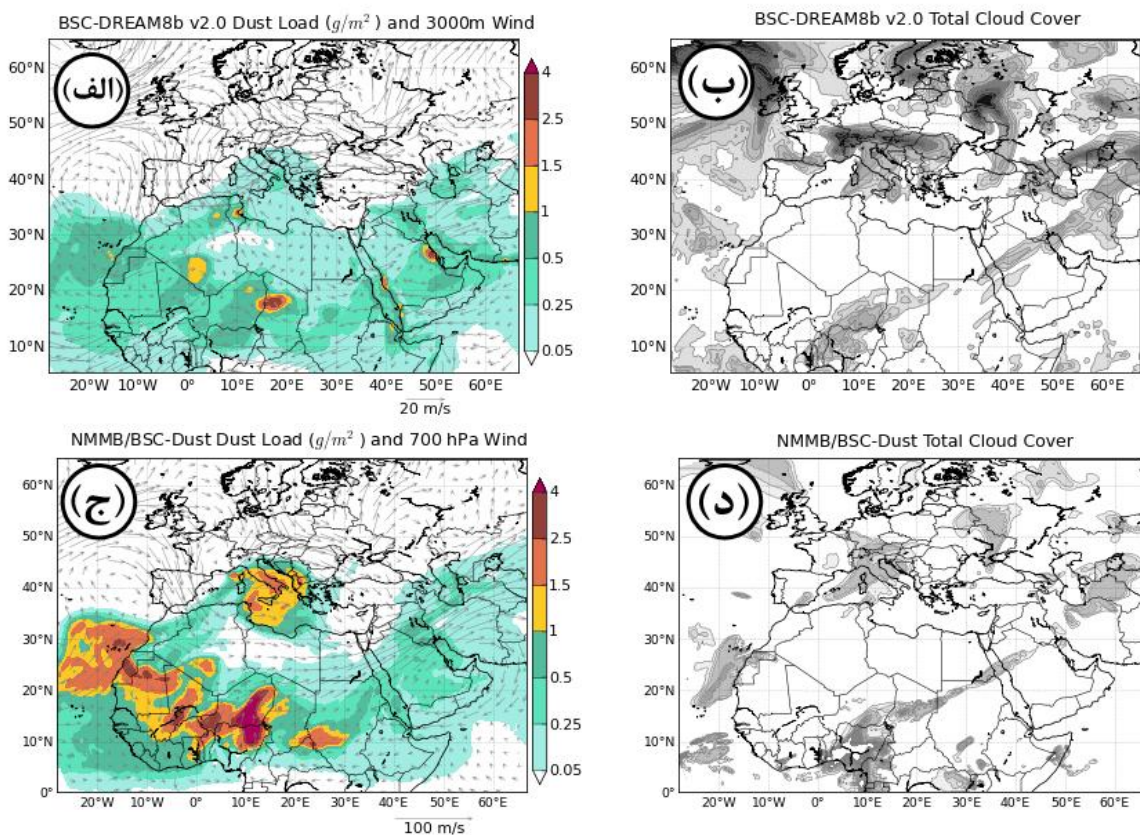 BSC-DREAM8b v2.0 Dust Load (g/m²) and 3000m Wind
(الف)
60°N
50°N
40°N
30°N
20°N
10°N
20°W 10°W 0° 10°E 20°E 30°E 40°E 50°E 60°E
20 m/s
4
2.5
1.5
1
0.5
0.25
0.05
BSC-DREAM8b v2.0 Total Cloud Cover
(ب)
60°N
50°N
40°N
30°N
20°N
10°N
20°W 10°W 0° 10°E 20°E 30°E 40°E 50°E 60°E
NMMB/BSC-Dust Dust Load (g/m²) and 700 hPa Wind
(ج)
60°N
50°N
40°N
30°N
20°N
10°N
0°
20°W 10°W 0° 10°E 20°E 30°E 40°E 50°E 60°E
100 m/s
4
2.5
1.5
1
0.5
0.25
0.05
NMMB/BSC-Dust Total Cloud Cover
(د)
60°N
50°N
40°N
30°N
20°N
10°N
0°
20°W 10°W 0° 10°E 20°E 30°E 40°E 50°E 60°E